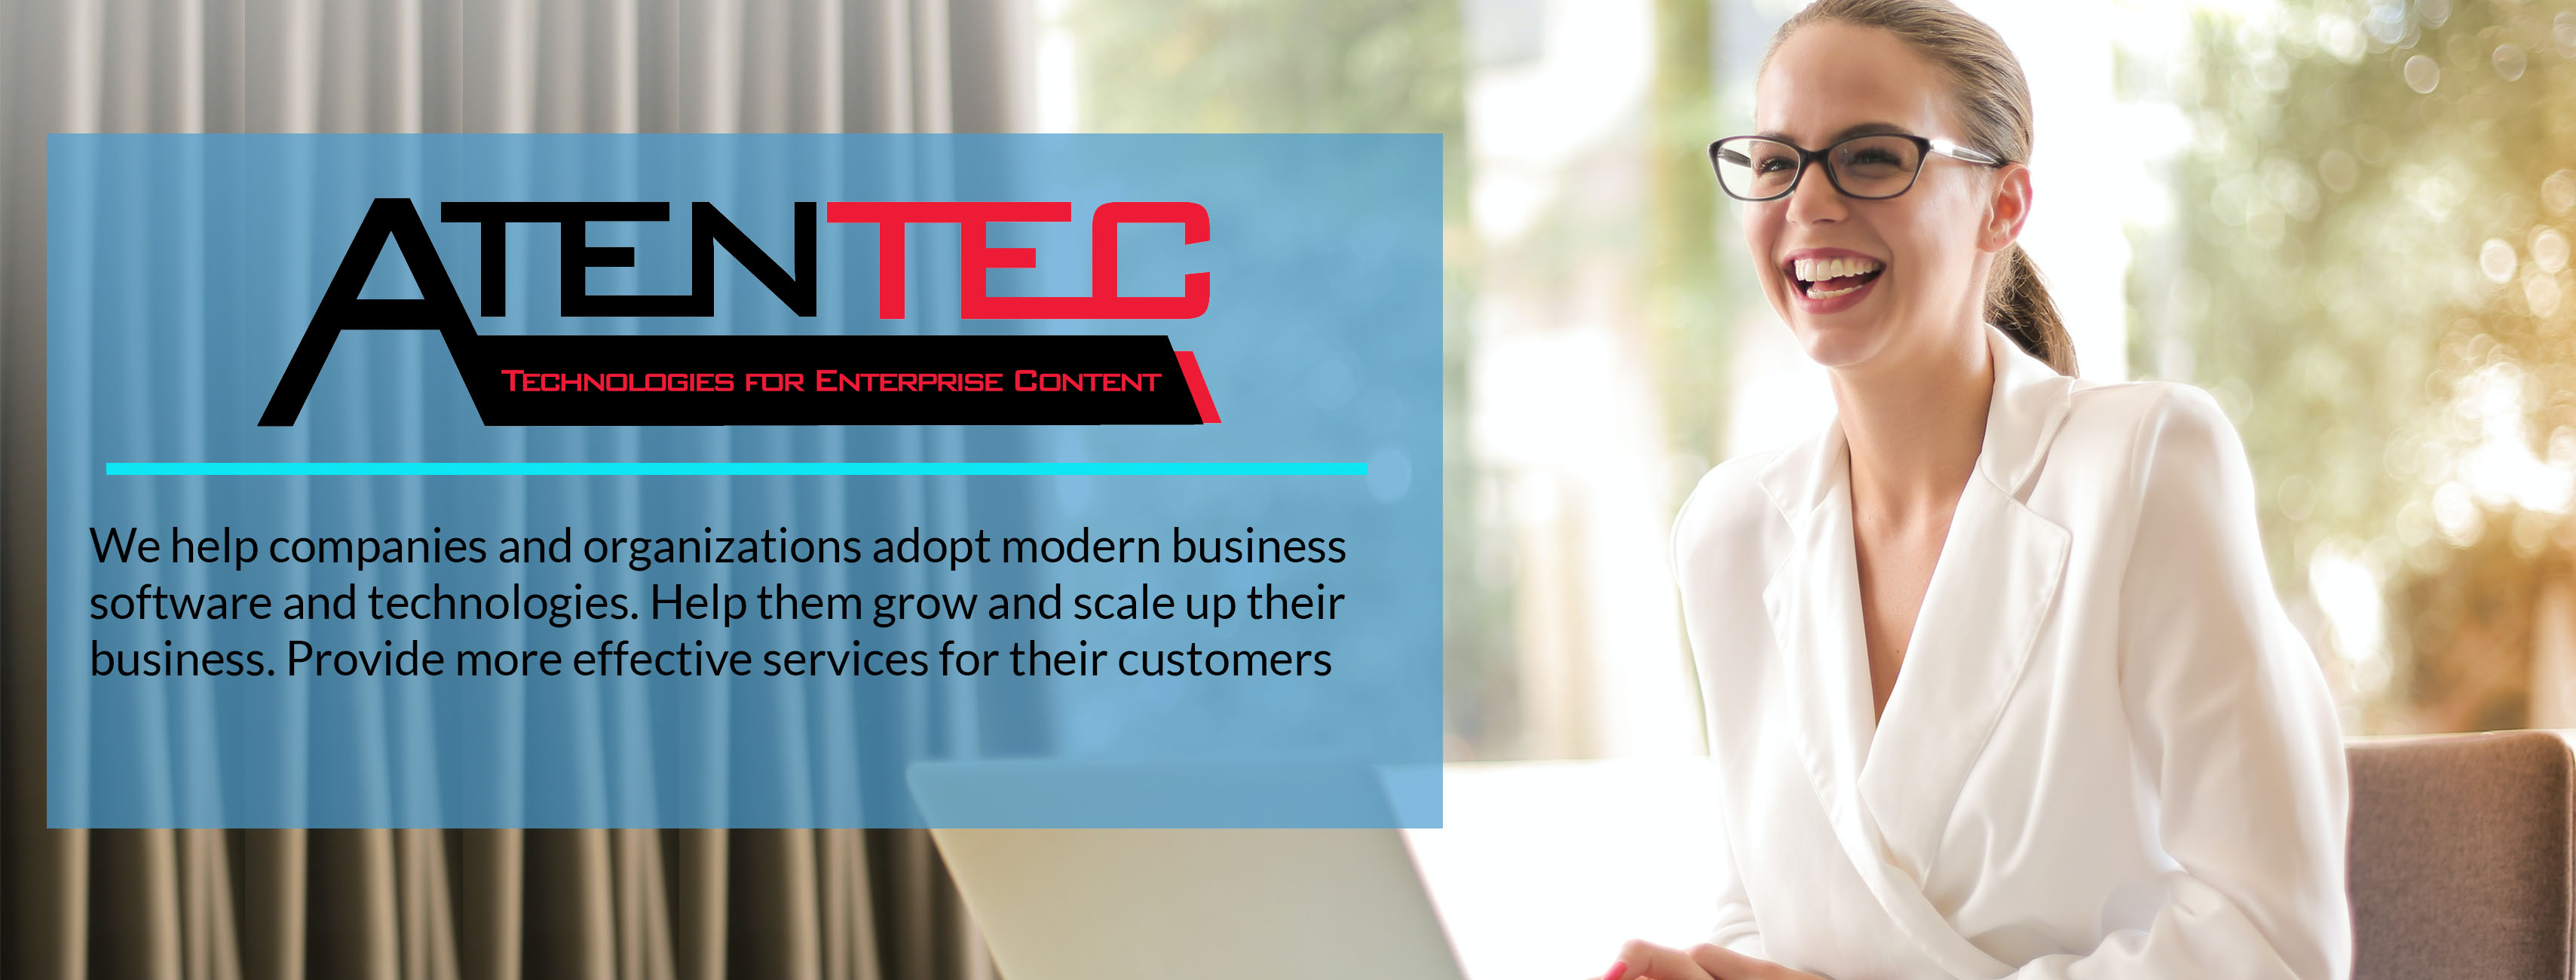 ATENTEC
Technologies for Enterprise Content
We help companies and organizations adopt modern business
software and technologies. Help them grow and scale up their
business. Provide more effective services for their customers